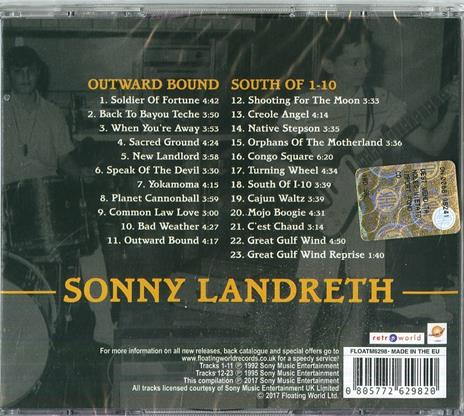 OUTWARD BOUND
1. Soldier Of Fortune 4:42
2. Back To Bayou Teche 3:50
3. When You're Away 3:53
4. Sacred Ground 4:24
5. New Landlord 3:58
6. Speak Of The Devil 3:30
7. Yokamoma 4:15
8. Planet Cannonball 3:59
9. Common Law Love 3:00
10. Bad Weather 4:27
11. Outward Bound 4:17
SOUTH OF 1-10
12. Shooting For The Moon 3:33
13. Creole Angel 4:14
14. Native Stepson 3:35
15. Orphans Of The Motherland 3:36
16. Congo Square 6:20
17. Turning Wheel 4:34
18. South Of I-10 3:39
19. Cajun Waltz 3:59
20. Mojo Boogie 4:31
21. C'est Chaud 3:14
22. Great Gulf Wind 4:50
23. Great Gulf Wind Reprise 1:40
SONNY LANDRETH
For more information on all new releases, back catalogue and special offers go to
www.floatingworldrecords.co.uk for a speedy service.
Tracks 1-11 ℗ 1992 Sony Music Entertainment
Tracks 12-23 ℗ 1995 Sony Music Entertainment
This compilation ℗ 2017 Sony Music Entertainment
All tracks licensed courtesy of Sony Music Entertainment UK Limited
© 2017 Floating World Ltd.
retroworld
FLOATM6298 • MADE IN THE EU
0 805772 629820